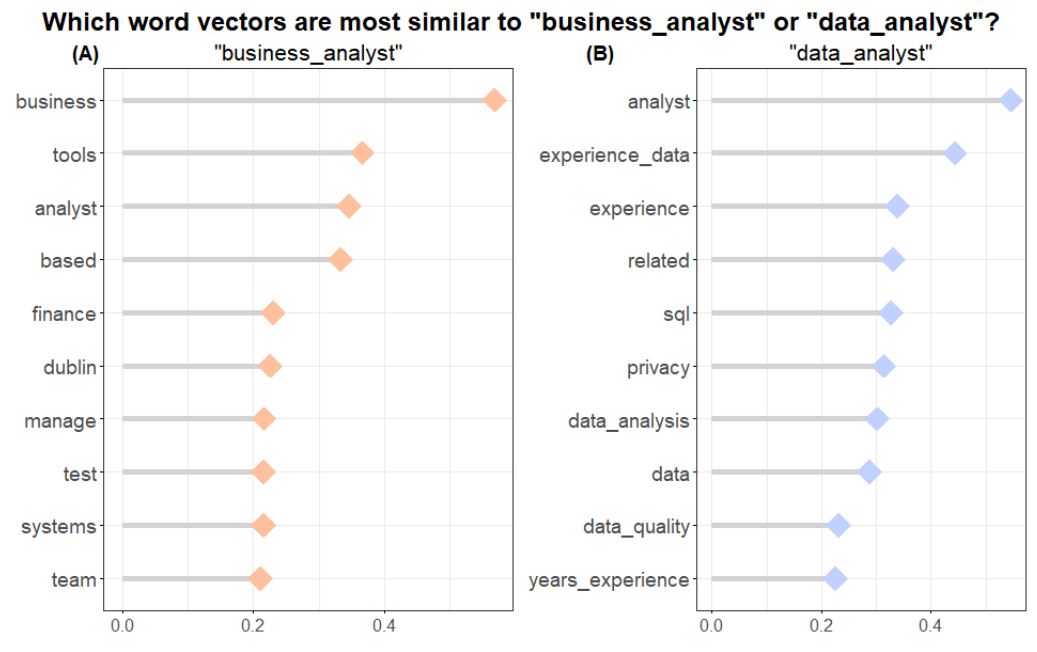 Which word vectors are most similar to "business_analyst" or "data_analyst"?
(A) "business_analyst"
business
tools
analyst
based
finance
dublin
manage
test
systems
team
0.0 0.2 0.4
(B) "data_analyst"
analyst
experience_data
experience
related
sql
privacy
data_analysis
data
data_quality
years_experience
0.0 0.2 0.4